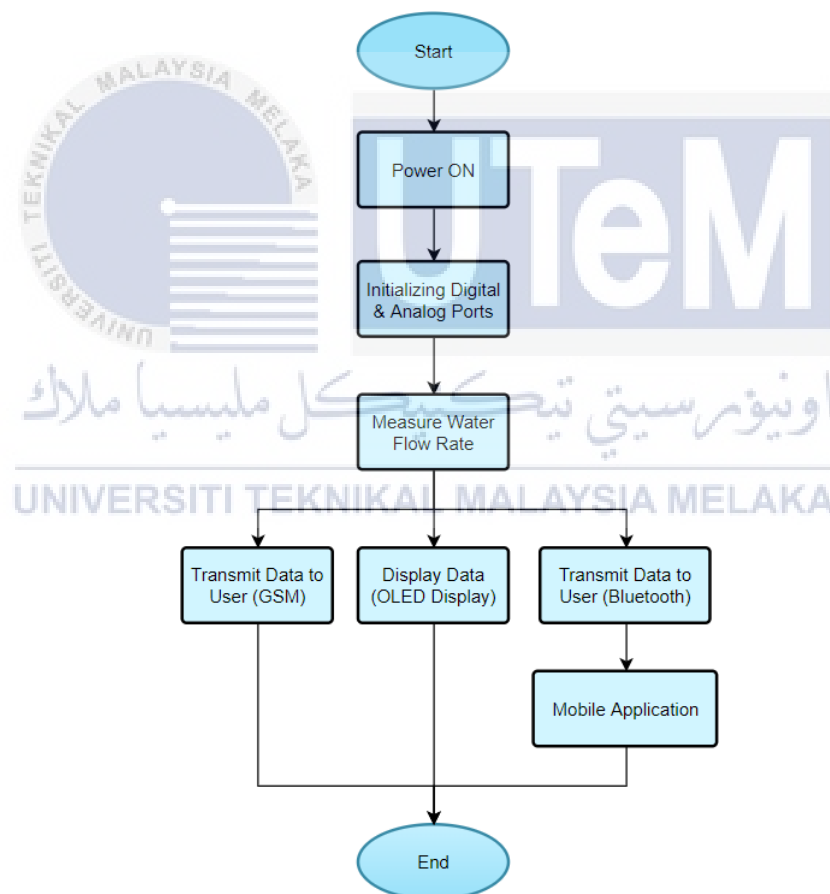 Start
UNIVERSITI TEKNIKAL MALAYSIA MELAKA
UTeM
Power ON
Initializing Digital
& Analog Ports
اونيۏرسيتي تيكنيكل مليسيا ملاك
Measure Water
Flow Rate
UNIVERSITI TEKNIKAL MALAYSIA MELAKA
Transmit Data to
User (GSM)
Display Data
(OLED Display)
Transmit Data to
User (Bluetooth)
Mobile Application
End